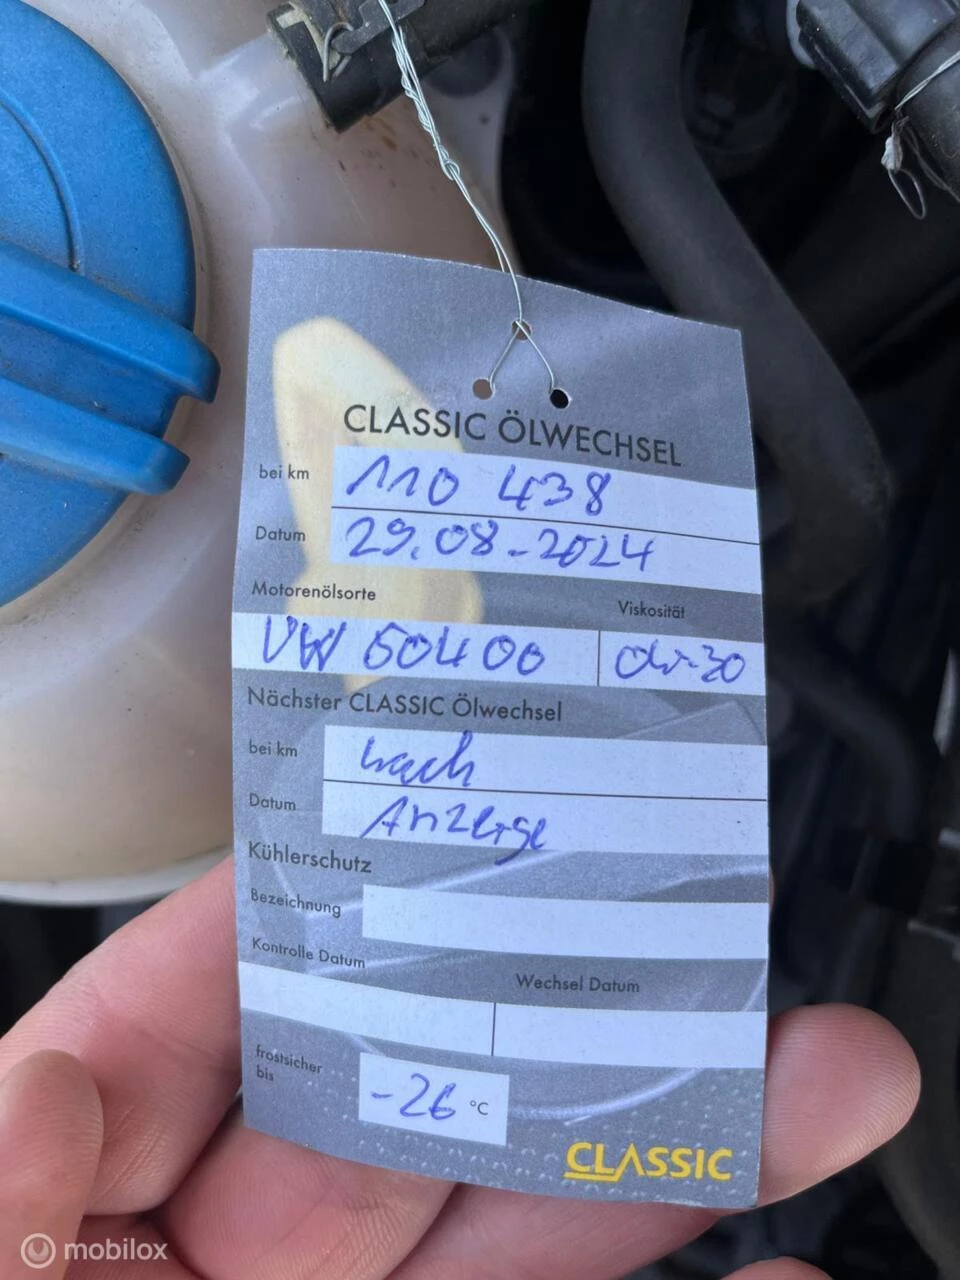 CLASSIC ÖLWECHSEL
bei km 110 438
Datum 29.08-2024
Motorenölsorte Viskosität
VW 50400 0W-30
Nächster CLASSIC Ölwechsel
bei km nach
Datum Anzeige
Kühlerschutz
Bezeichnung
Kontrolle Datum Wechsel Datum
frostsicher
bis -26 °C
CLASSIC
mobilox